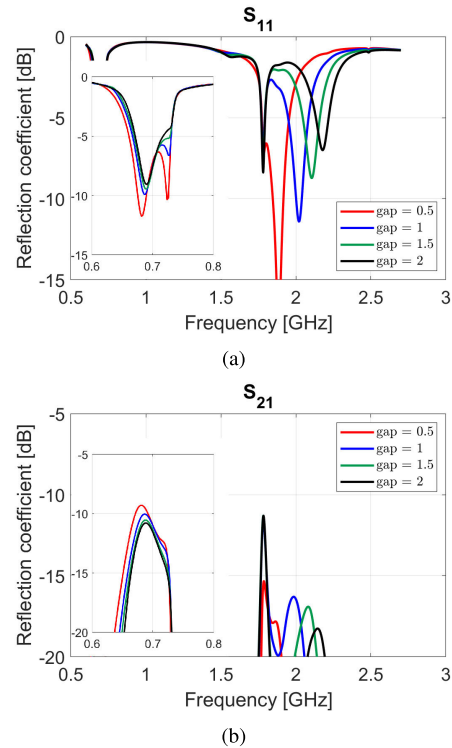 S11
Reflection coefficient [dB]
0
-5
-10
-15
0
-5
-10
-15
0.6
0.7
0.8
gap = 0.5
gap = 1
gap = 1.5
gap = 2
0.5
1
1.5
2
2.5
3
Frequency [GHz]
(a)
S21
Reflection coefficient [dB]
-5
-10
-15
-20
-5
-10
-15
-20
0.6
0.7
0.8
gap = 0.5
gap = 1
gap = 1.5
gap = 2
0.5
1
1.5
2
2.5
3
Frequency [GHz]
(b)